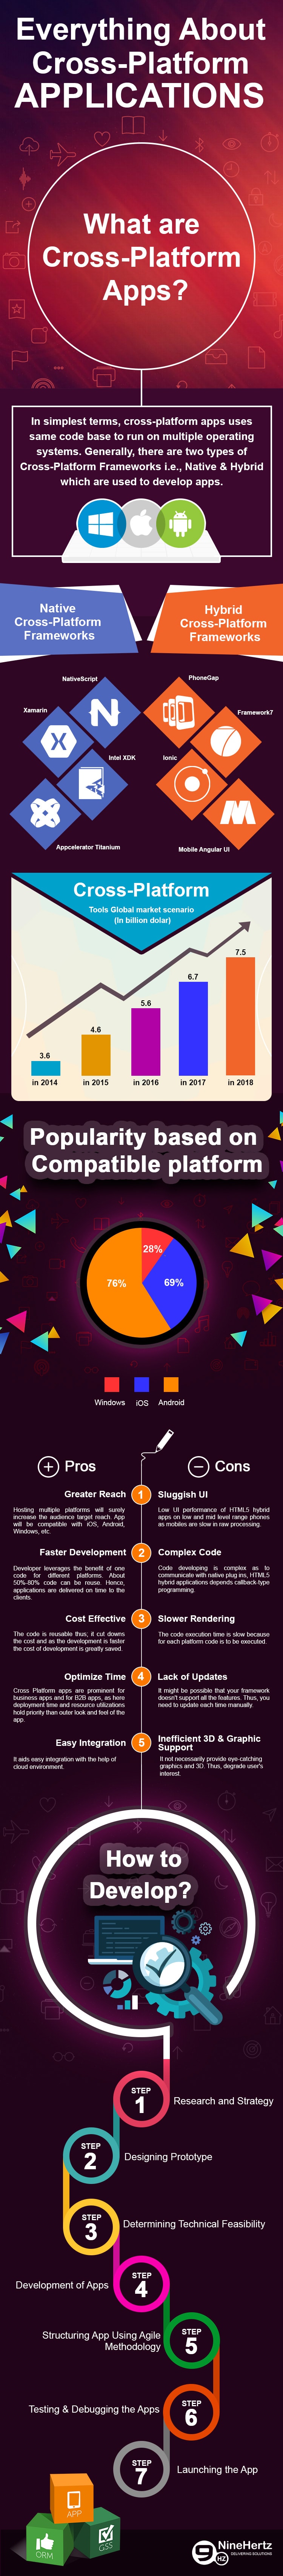 Everything About
Cross-Platform
APPLICATIONS
What are
Cross-Platform
Apps?
In simplest terms, cross-platform apps uses
same code base to run on multiple operating
systems. Generally, there are two types of
Cross-Platform Frameworks i.e., Native & Hybrid
which are used to develop apps.
Native
Cross-Platform
Frameworks
Hybrid
Cross-Platform
Frameworks
NativeScript
PhoneGap
Xamarin
Framework7
Intel XDK
Ionic
Appcelerator Titanium
Mobile Angular UI
Cross-Platform
Tools Global market scenario
(In billion dolar)
7.5
6.7
5.6
4.6
3.6
in 2014
in 2015
in 2016
in 2017
in 2018
Popularity based on
Compatible platform
28%
76%
69%
Windows
iOS
Android
Pros
Cons
Greater Reach
1
Sluggish UI
Hosting multiple platforms will surely
increase the audience target reach. App
will be compatible with iOS, Android,
Windows, etc.
Low UI performance of HTML5 hybrid
apps on low and mid level range phones
as mobiles are slow in raw processing.
Faster Development
2
Complex Code
Developer leverages the benefit of one
code for different platforms. About
50%-80% code can be reuse. Hence,
applications are delivered on time to the
clients.
Code developing is complex as to
communicate with native plug ins, HTML5
hybrid applications depends callback-type
programming.
Cost Effective
3
Slower Rendering
The code is reusable thus; it cut downs
the cost and as the development is faster
the cost of development is greatly saved.
The code execution time is slow because
for each platform code is to be executed.
Optimize Time
4
Lack of Updates
Cross Platform apps are prominent for
business apps and for B2B apps, as here
deployment time and resource utilizations
hold priority than outer look and feel of the
app.
It might be possible that your framework
doesn't support all the features. Thus, you
need to update each time manually.
Easy Integration
5
Inefficient 3D & Graphic
Support
It aids easy integration with the help of
cloud environment.
It not necessarily provide eye-catching
graphics and 3D. Thus, degrade user's
interest.
How to
Develop?
STEP
1
Research and Strategy
STEP
2
Designing Prototype
STEP
3
Determining Technical Feasibility
Development of Apps
STEP
4
Structuring App Using Agile
Methodology
STEP
5
Testing & Debugging the Apps
STEP
6
STEP
7
Launching the App
APP
ORM
GSS
9
HZ
NineHertz
DELIVERING SOLUTIONS